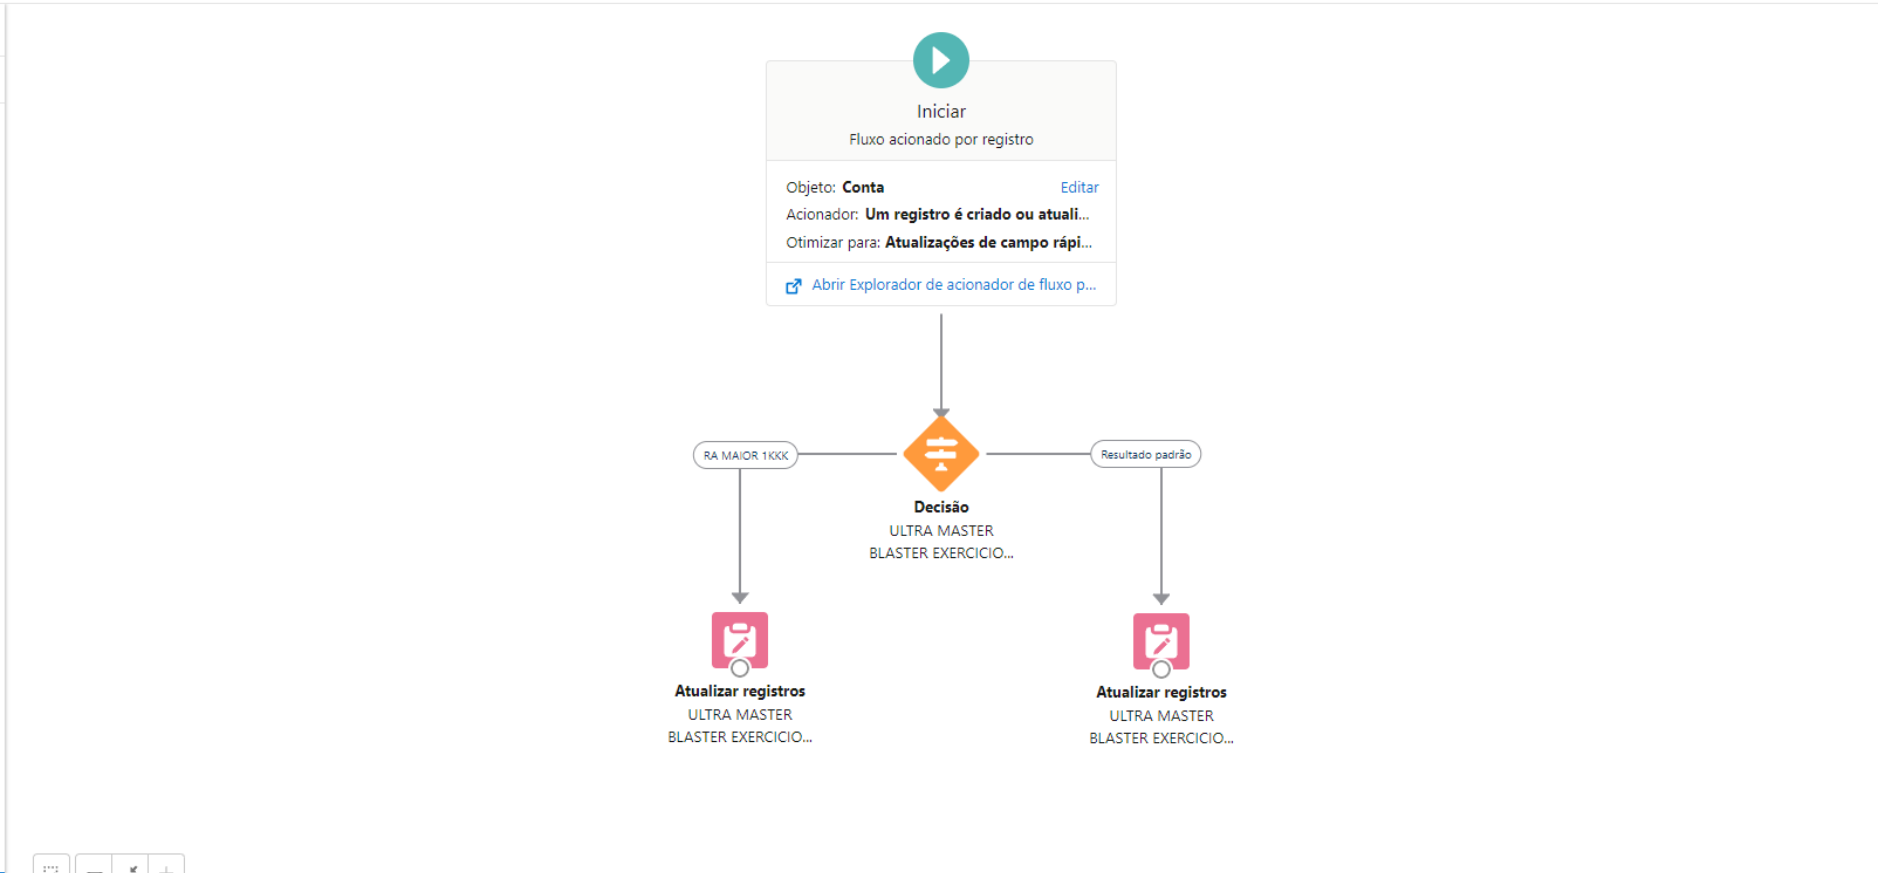 Iniciar
Fluxo acionado por registro
Objeto: Conta Editar
Acionador: Um registro é criado ou atuali...
Otimizar para: Atualizações de campo rápi...
Abrir Explorador de acionador de fluxo p...
RA MAIOR 1KKK
Resultado padrão
Decisão
ULTRA MASTER
BLASTER EXERCICIO...
Atualizar registros
ULTRA MASTER
BLASTER EXERCICIO...
Atualizar registros
ULTRA MASTER
BLASTER EXERCICIO...